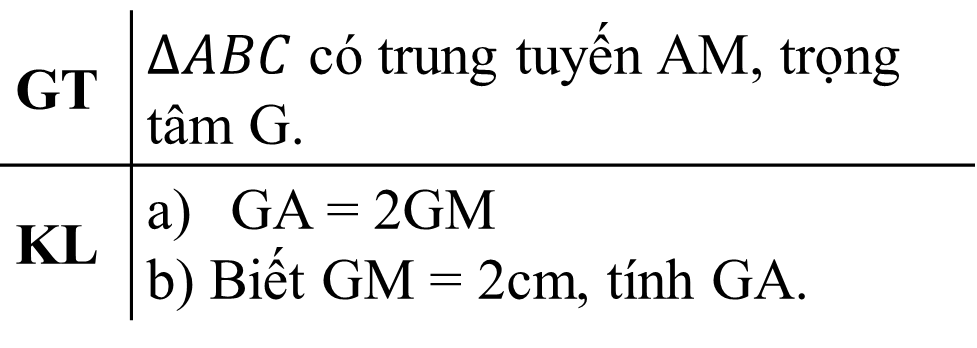 GT
ΔABC có trung tuyến AM, trọng
tâm G.
KL
a) GA = 2GM
b) Biết GM = 2cm, tính GA.